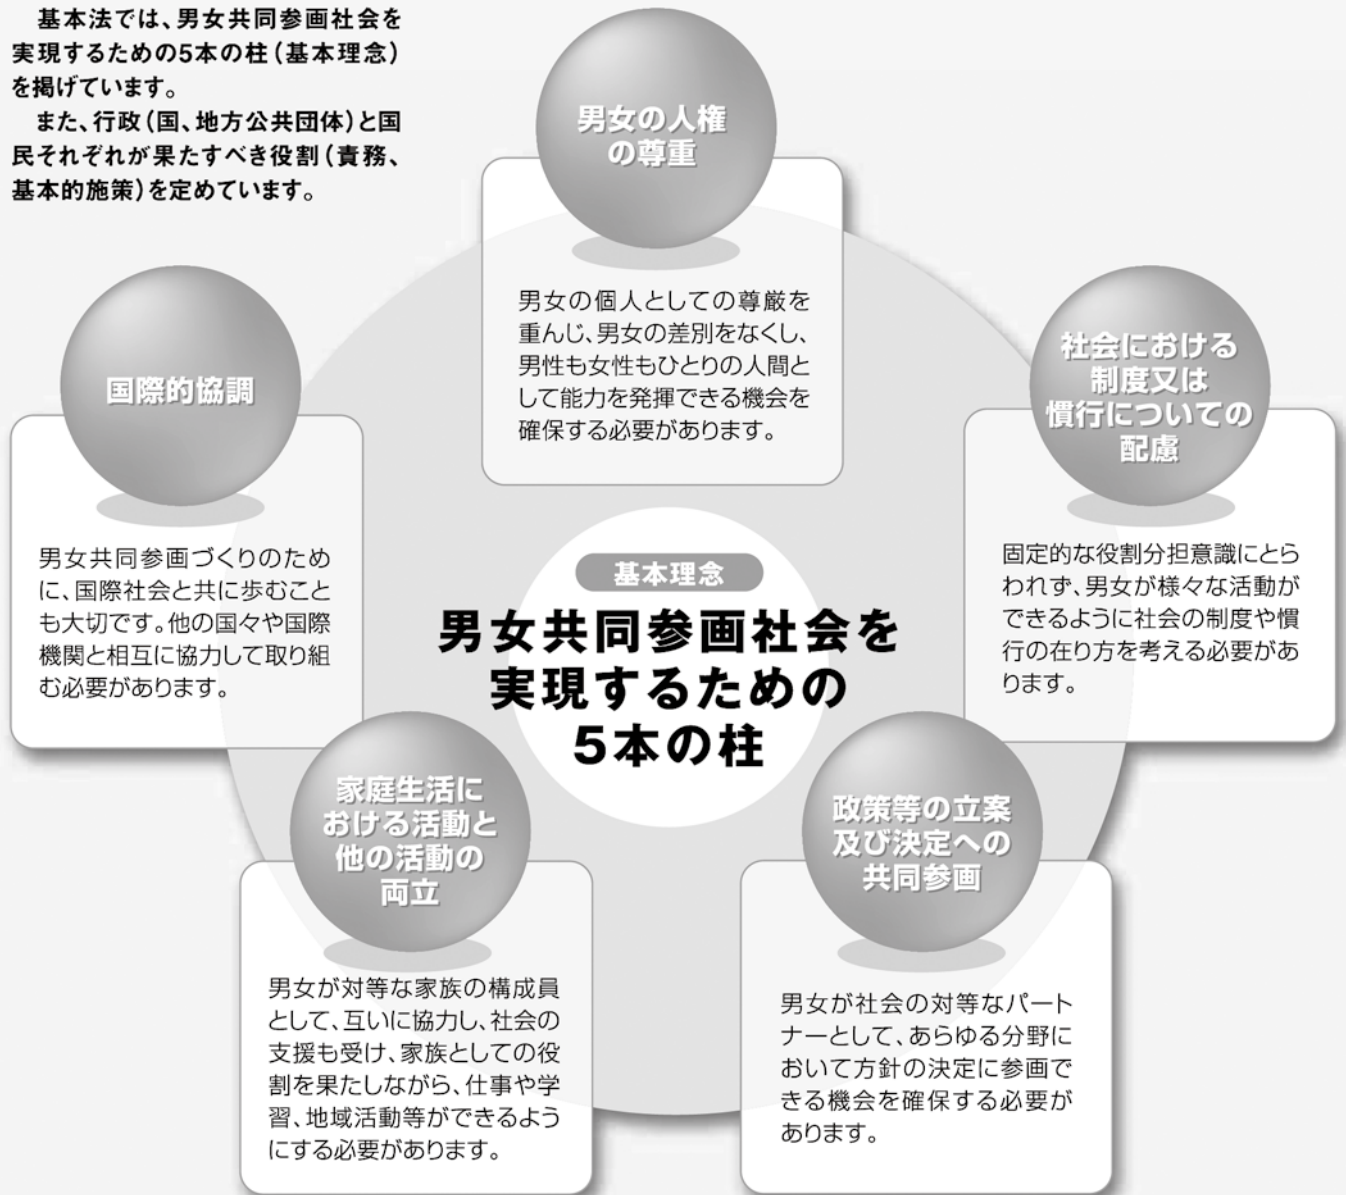 基本法では、男女共同参画社会を
実現するための5本の柱(基本理念)
を掲げています。
また、行政(国、地方公共団体)と国
民それぞれが果たすべき役割(責務、
基本的施策)を定めています。
男女の人権
の尊重
男女の個人としての尊厳を
重んじ、男女の差別をなくし、
男性も女性もひとりの人間と
して能力を発揮できる機会を
確保する必要があります。
社会における
制度又は
慣行についての
配慮
固定的な役割分担意識にとら
われず、男女が様々な活動が
できるように社会の制度や慣
行の在り方を考える必要があ
ります。
国際的協調
男女共同参画づくりのため
に、国際社会と共に歩むこと
も大切です。他の国々や国際
機関と相互に協力して取り組
む必要があります。
基本理念
男女共同参画社会を
実現するための
5本の柱
家庭生活に
おける活動と
他の活動の
両立
男女が対等な家族の構成員
として、互いに協力し、社会の
支援も受け、家族としての役
割を果たしながら、仕事や学
習、地域活動等ができるよう
にする必要があります。
政策等の立案
及び決定への
共同参画
男女が社会の対等なパート
ナーとして、あらゆる分野に
おいて方針の決定に参画で
きる機会を確保する必要が
あります。